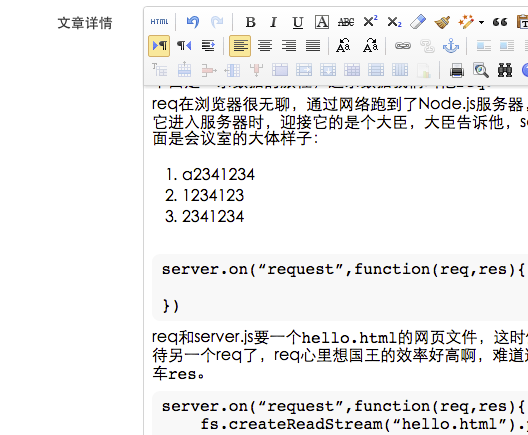 文章详情
HTML B I U A ABC X² X₂
req在浏览器很无聊，通过网络跑到了Node.js服务器，
它进入服务器时，迎接它的是个大臣，大臣告诉他，se
面是会议室的大体样子：
1. a2341234
2. 1234123
3. 2341234
server.on(“request”,function(req,res){
})
req和server.js要一个hello.html的网页文件，这时
待另一个req了，req心里想国王的效率好高啊，难道
车res。
server.on(“request”,function(req,res){
fs.createReadStream(“hello.html”).